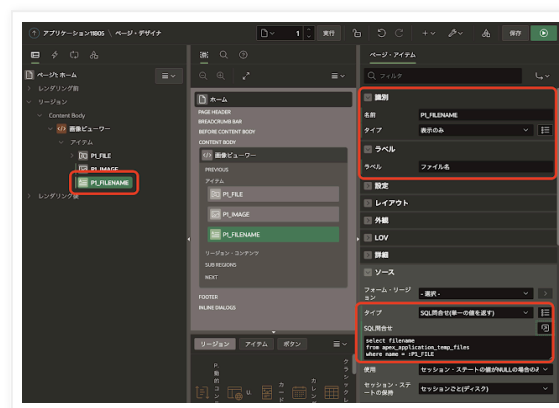 アプリケーション11805 \ ページ・デザイナ
1
実行
保存
ページ: ホーム
レンダリング前
リージョン
Content Body
画像ビューワー
アイテム
P1_FILE
P1_IMAGE
P1_FILENAME
レンダリング後
ホーム
PAGE HEADER
BREADCRUMB BAR
BEFORE CONTENT BODY
CONTENT BODY
画像ビューワー
PREVIOUS
アイテム
P1_FILE
P1_IMAGE
P1_FILENAME
リージョン・コンテンツ
SUB REGIONS
NEXT
FOOTER
INLINE DIALOGS
リージョン
アイテム
ボタン
ページ・アイテム
フィルタ
識別
名前
P1_FILENAME
タイプ
表示のみ
ラベル
ラベル
ファイル名
設定
レイアウト
外観
LOV
詳細
ソース
フォーム・リージョン
- 選択 -
タイプ
SQL問合せ(単一の値を返す)
SQL問合せ
select filename
from apex_application_temp_files
where name = :P1_FILE
使用
セッション・ステートの値がNULLの場合の
セッション・ステートの保持
セッションごと(ディスク)